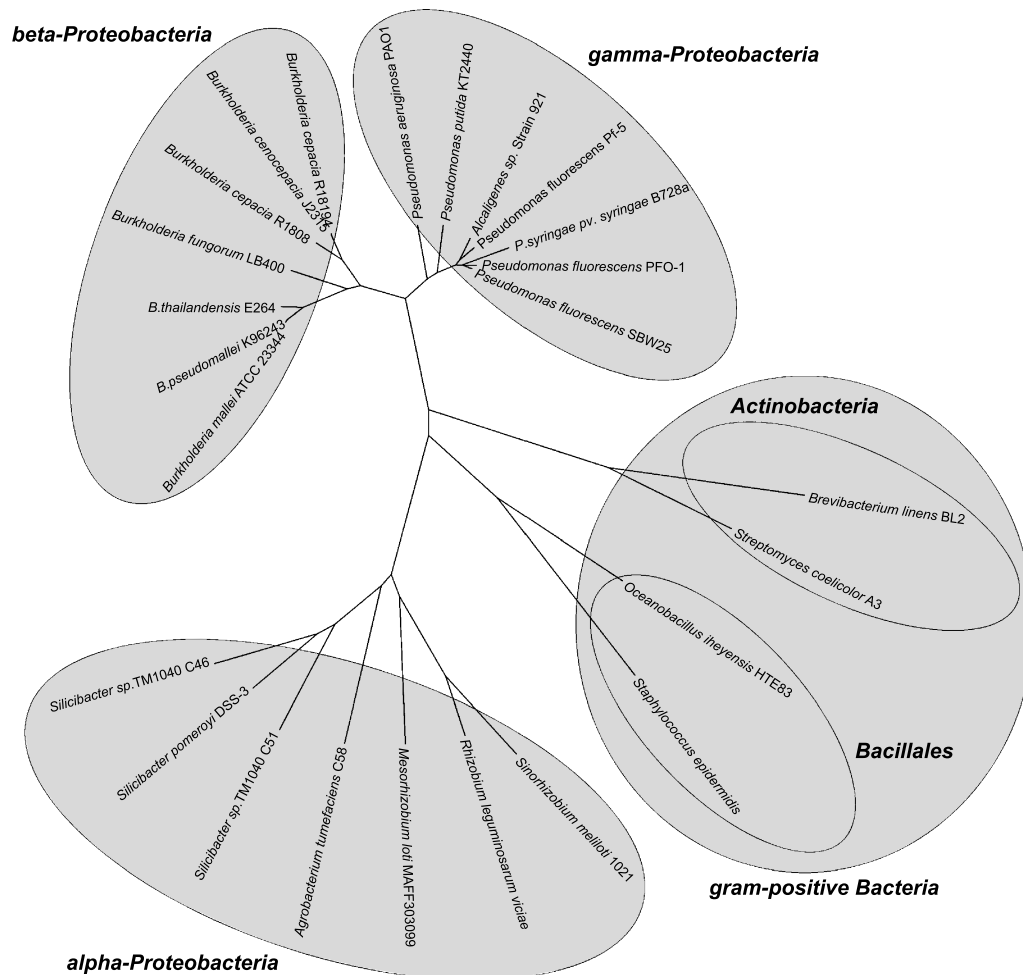 beta-Proteobacteria
Burkholderia cepacia R18194
Burkholderia cenocepacia J2315
Burkholderia cepacia R1808
Burkholderia fungorum LB400
B.thailandensis E264
B.pseudomallei K96243
Burkholderia mallei ATCC 23344
gamma-Proteobacteria
Pseudomonas aeruginosa PAO1
Pseudomonas putida KT2440
Alcaligenes sp. Strain 921
Pseudomonas fluorescens Pf-5
P.syringae pv. syringae B728a
Pseudomonas fluorescens PFO-1
Pseudomonas fluorescens SBW25
Actinobacteria
Brevibacterium linens BL2
Streptomyces coelicolor A3
Oceanobacillus iheyensis HTE83
Staphylococcus epidermidis
Bacillales
gram-positive Bacteria
Silicibacter sp.TM1040 C46
Silicibacter pomeroyi DSS-3
Silicibacter sp.TM1040 C51
Agrobacterium tumefaciens C58
Mesorhizobium loti MAFF303099
Rhizobium leguminosarum viciae
Sinorhizobium meliloti 1021
alpha-Proteobacteria